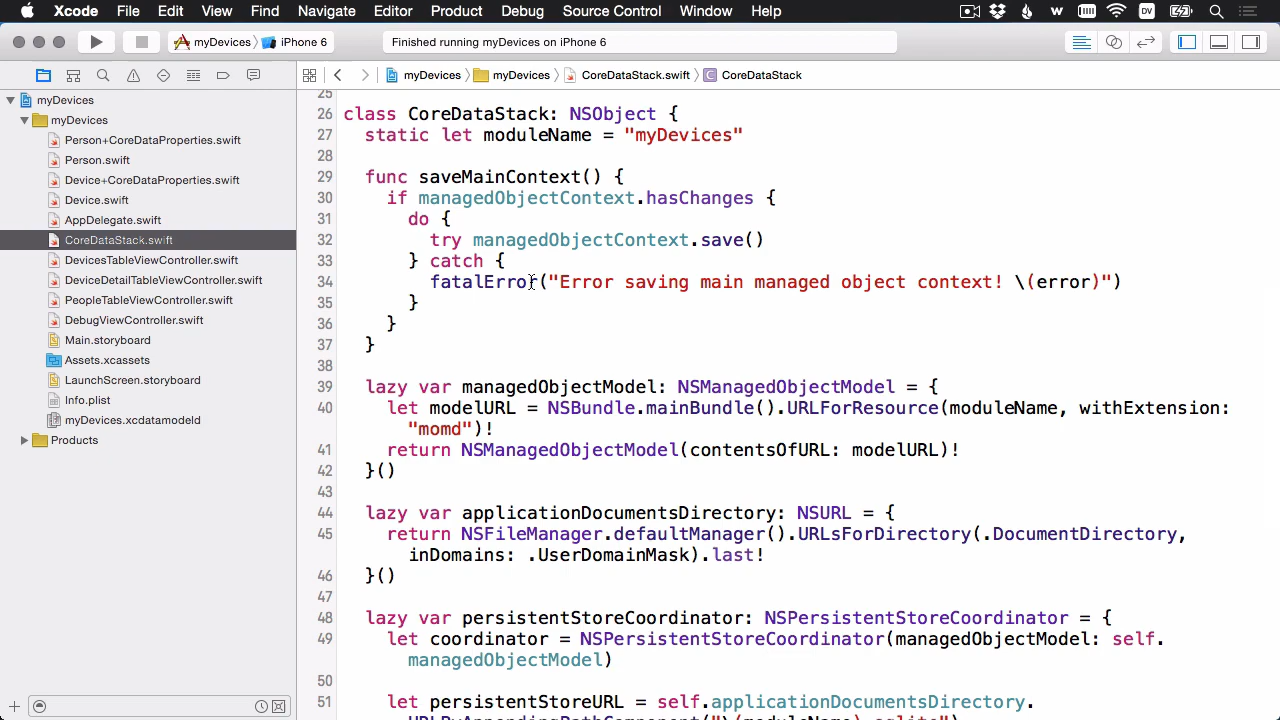 Xcode File Edit View Find Navigate Editor Product Debug Source Control Window Help
myDevices iPhone 6 Finished running myDevices on iPhone 6
myDevices myDevices CoreDataStack.swift C CoreDataStack
myDevices
myDevices
Person+CoreDataProperties.swift
Person.swift
Device+CoreDataProperties.swift
Device.swift
AppDelegate.swift
CoreDataStack.swift
DevicesTableViewController.swift
DeviceDetailTableViewController.swift
PeopleTableViewController.swift
DebugViewController.swift
Main.storyboard
Assets.xcassets
LaunchScreen.storyboard
Info.plist
myDevices.xcdatamodeld
Products
25
26 class CoreDataStack: NSObject {
27 static let moduleName = "myDevices"
28
29 func saveMainContext() {
30 if managedObjectContext.hasChanges {
31 do {
32 try managedObjectContext.save()
33 } catch {
34 fatalError("Error saving main managed object context! \(error)")
35 }
36 }
37 }
38
39 lazy var managedObjectModel: NSManagedObjectModel = {
40 let modelURL = NSBundle.mainBundle().URLForResource(moduleName, withExtension:
"momd")!
41 return NSManagedObjectModel(contentsOfURL: modelURL)!
42 }()
43
44 lazy var applicationDocumentsDirectory: NSURL = {
45 return NSFileManager.defaultManager().URLsForDirectory(.DocumentDirectory,
inDomains: .UserDomainMask).last!
46 }()
47
48 lazy var persistentStoreCoordinator: NSPersistentStoreCoordinator = {
49 let coordinator = NSPersistentStoreCoordinator(managedObjectModel: self.
managedObjectModel)
50
51 let persistentStoreURL = self.applicationDocumentsDirectory.
URLByAppendingPathComponent("\(moduleName).sqlite")